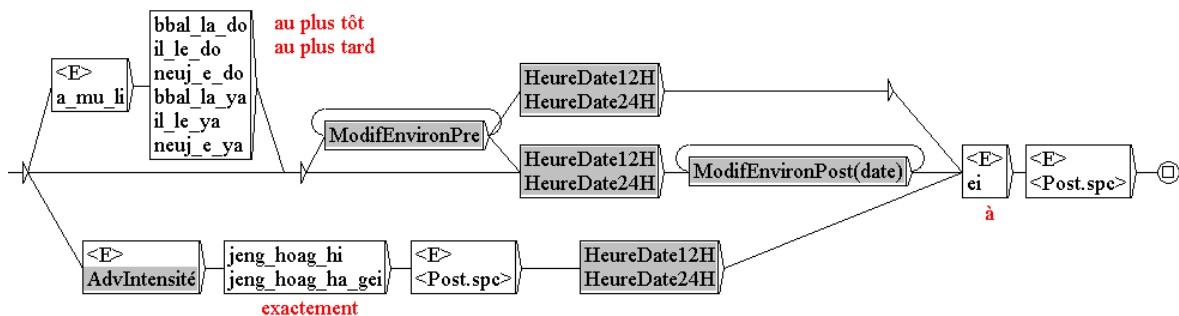 <E>
a_mu_li
bbal_la_do
il_le_do
neuj_e_do
bbal_la_ya
il_le_ya
neuj_e_ya
au plus tôt
au plus tard
ModifEnvironPre
HeureDate12H
HeureDate24H
HeureDate12H
HeureDate24H
ModifEnvironPost(date)
<E>
ei
à
<E>
<Post.spc>
<E>
AdvIntensité
jeng_hoag_hi
jeng_hoag_ha_gei
exactement
<E>
<Post.spc>
HeureDate12H
HeureDate24H